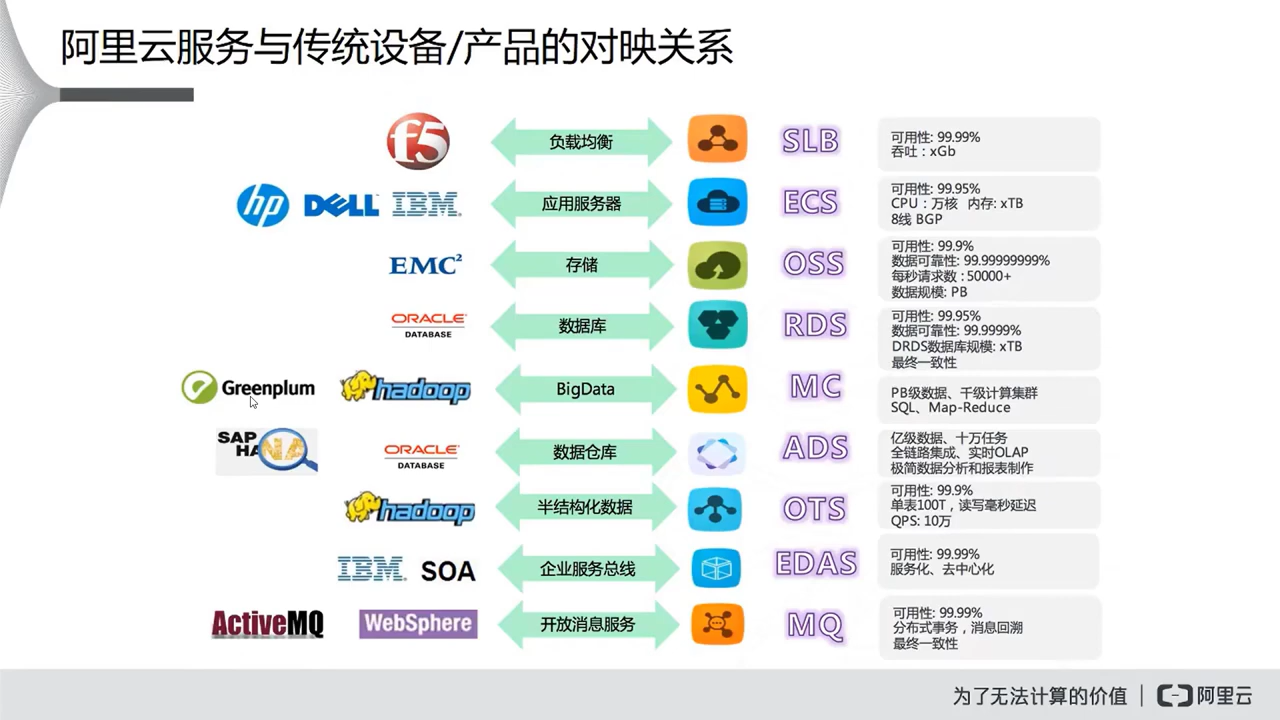 阿里云服务与传统设备/产品的对映关系
f5 负载均衡 SLB
可用性: 99.99%
吞吐：xGb
hp DELL IBM 应用服务器 ECS
可用性: 99.95%
CPU：万核 内存: xTB
8线 BGP
EMC² 存储 OSS
可用性: 99.9%
数据可靠性: 99.99999999%
每秒请求数 : 50000+
数据规模: PB
ORACLE DATABASE 数据库 RDS
可用性: 99.95%
数据可靠性: 99.9999%
DRDS数据库规模: xTB
最终一致性
Greenplum hadoop BigData MC
PB级数据、千级计算集群
SQL、Map-Reduce
SAP HANA ORACLE DATABASE 数据仓库 ADS
亿级数据、十万任务
全链路集成、实时OLAP
极简数据分析和报表制作
hadoop 半结构化数据 OTS
可用性: 99.9%
单表100T，读写毫秒延迟
QPS: 10万
IBM SOA 企业服务总线 EDAS
可用性: 99.99%
服务化、去中心化
ActiveMQ WebSphere 开放消息服务 MQ
可用性: 99.99%
分布式事务，消息回溯
最终一致性
为了无法计算的价值 | 阿里云